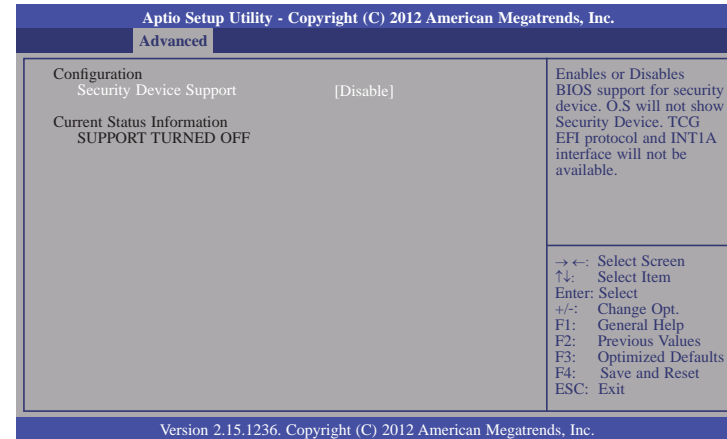 Aptio Setup Utility - Copyright (C) 2012 American Megatrends, Inc.
Advanced
Configuration
Security Device Support [Disable]
Current Status Information
SUPPORT TURNED OFF
Enables or Disables
BIOS support for security
device. O.S will not show
Security Device. TCG
EFI protocol and INT1A
interface will not be
available.
→←: Select Screen
↑↓: Select Item
Enter: Select
+/-: Change Opt.
F1: General Help
F2: Previous Values
F3: Optimized Defaults
F4: Save and Reset
ESC: Exit
Version 2.15.1236. Copyright (C) 2012 American Megatrends, Inc.